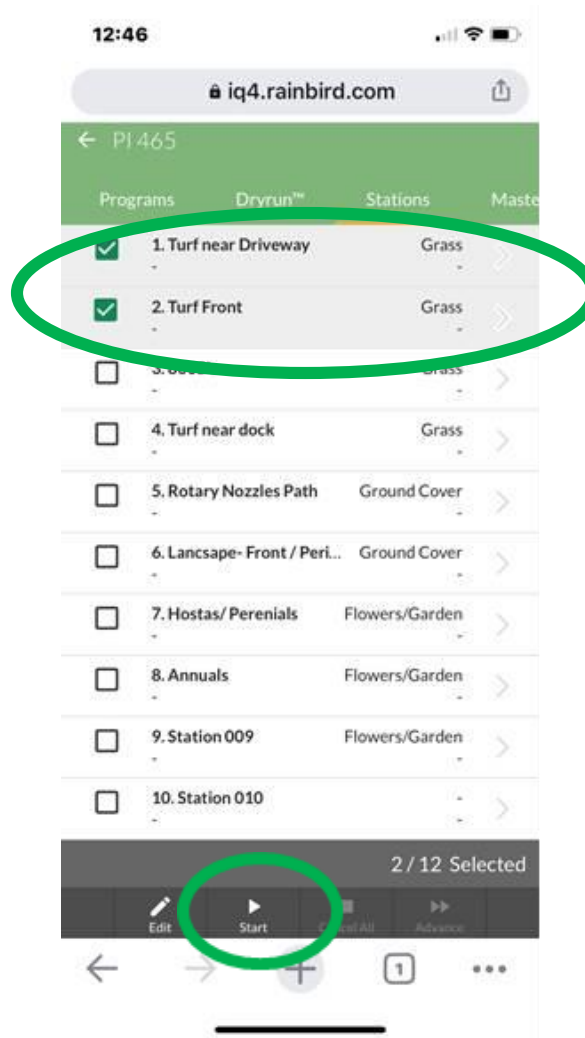 12:46
iq4.rainbird.com
PI 465
Programs Dryrun™ Stations Maste
1. Turf near Driveway Grass
- -
2. Turf Front Grass
- -
3. Grass
- -
4. Turf near dock Grass
- -
5. Rotary Nozzles Path Ground Cover
- -
6. Lancsape- Front / Peri... Ground Cover
- -
7. Hostas/ Perenials Flowers/Garden
- -
8. Annuals Flowers/Garden
- -
9. Station 009 Flowers/Garden
- -
10. Station 010 -
- -
2 / 12 Selected
Edit Start Cancel All Advance
1